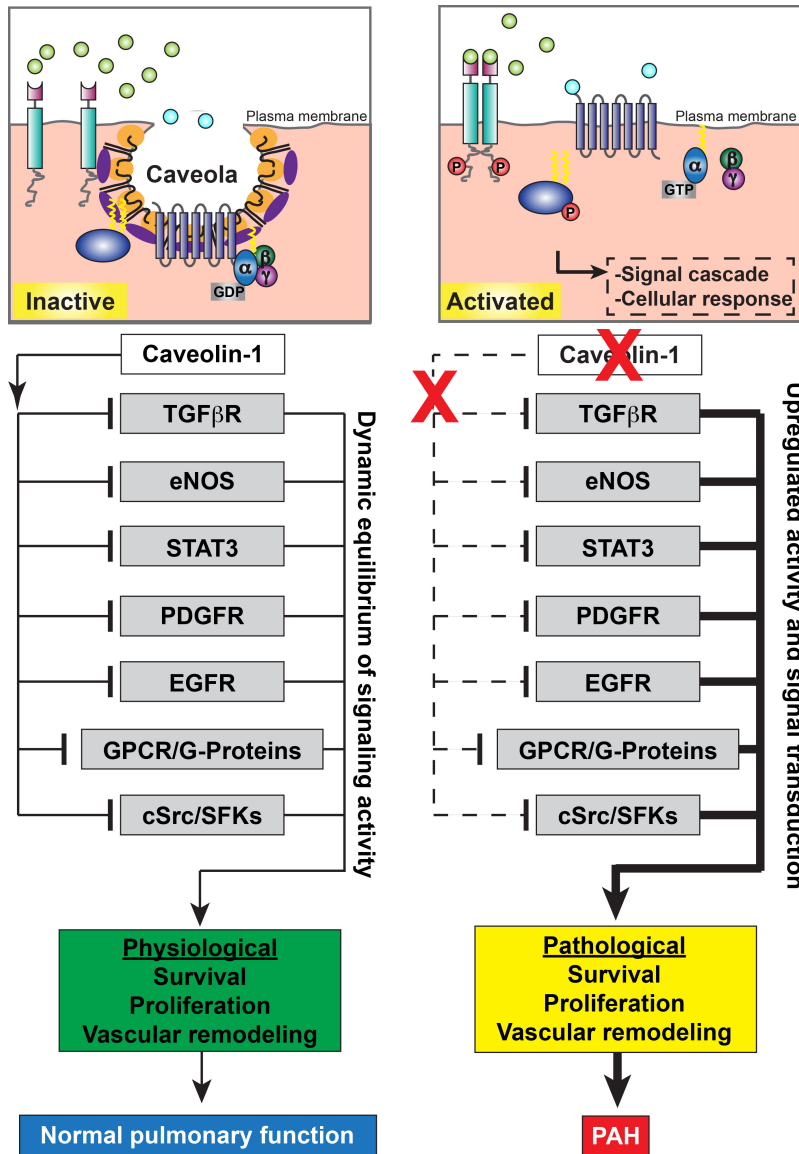 Plasma membrane
Caveola
α
β
γ
GDP
Inactive
Plasma membrane
P
P
P
α
β
γ
GTP
Activated
-Signal cascade
-Cellular response
Caveolin-1
TGFβR
eNOS
STAT3
PDGFR
EGFR
GPCR/G-Proteins
cSrc/SFKs
Dynamic equilibrium of signaling activity
Physiological
Survival
Proliferation
Vascular remodeling
Normal pulmonary function
Caveolin-1
X
X
TGFβR
eNOS
STAT3
PDGFR
EGFR
GPCR/G-Proteins
cSrc/SFKs
Upregulated activity and signal transduction
Pathological
Survival
Proliferation
Vascular remodeling
PAH